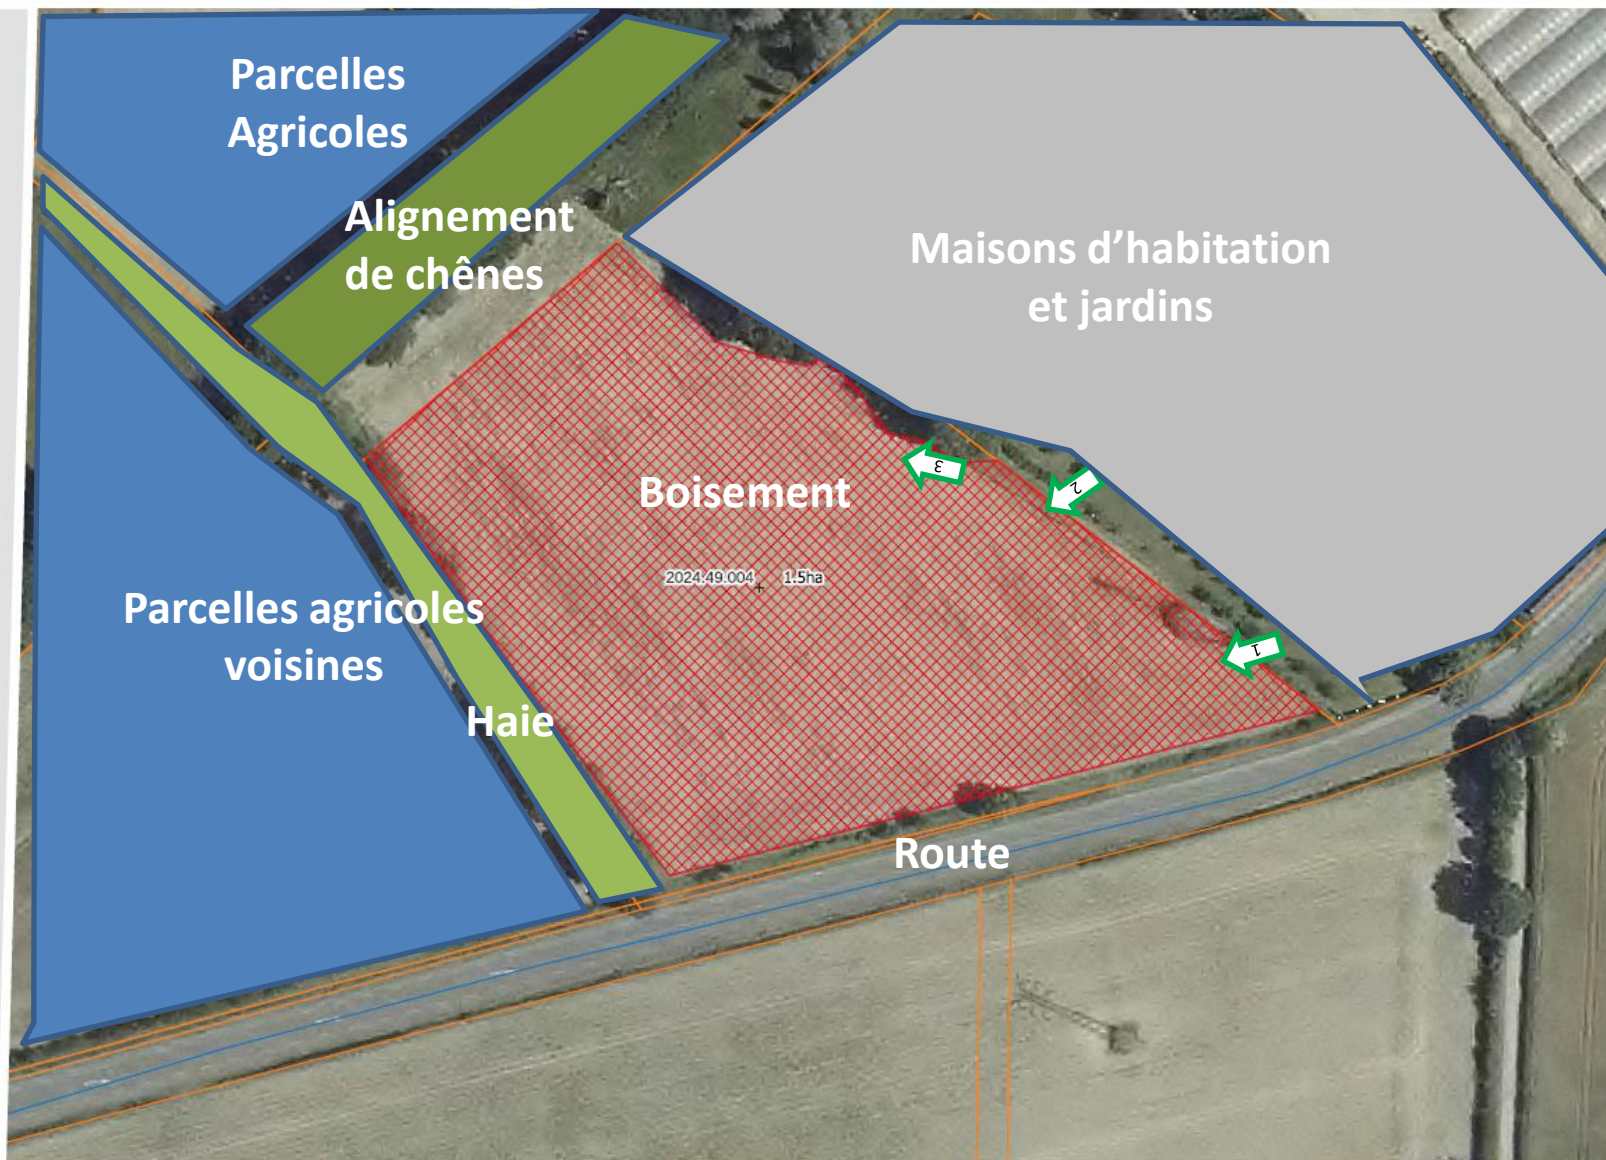 Parcelles
Agricoles
Alignement
de chênes
Maisons d’habitation
et jardins
3
2
Boisement
2024.49.004 1.5ha
Parcelles agricoles
voisines
1
Haie
Route